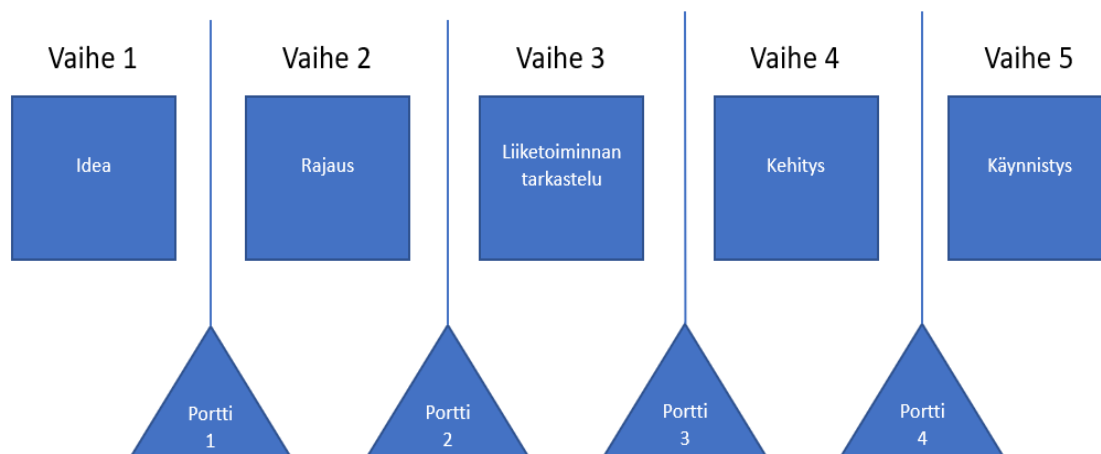 Vaihe 1
Vaihe 2
Vaihe 3
Vaihe 4
Vaihe 5
Idea
Rajaus
Liiketoiminnan
tarkastelu
Kehitys
Käynnistys
Portti
1
Portti
2
Portti
3
Portti
4